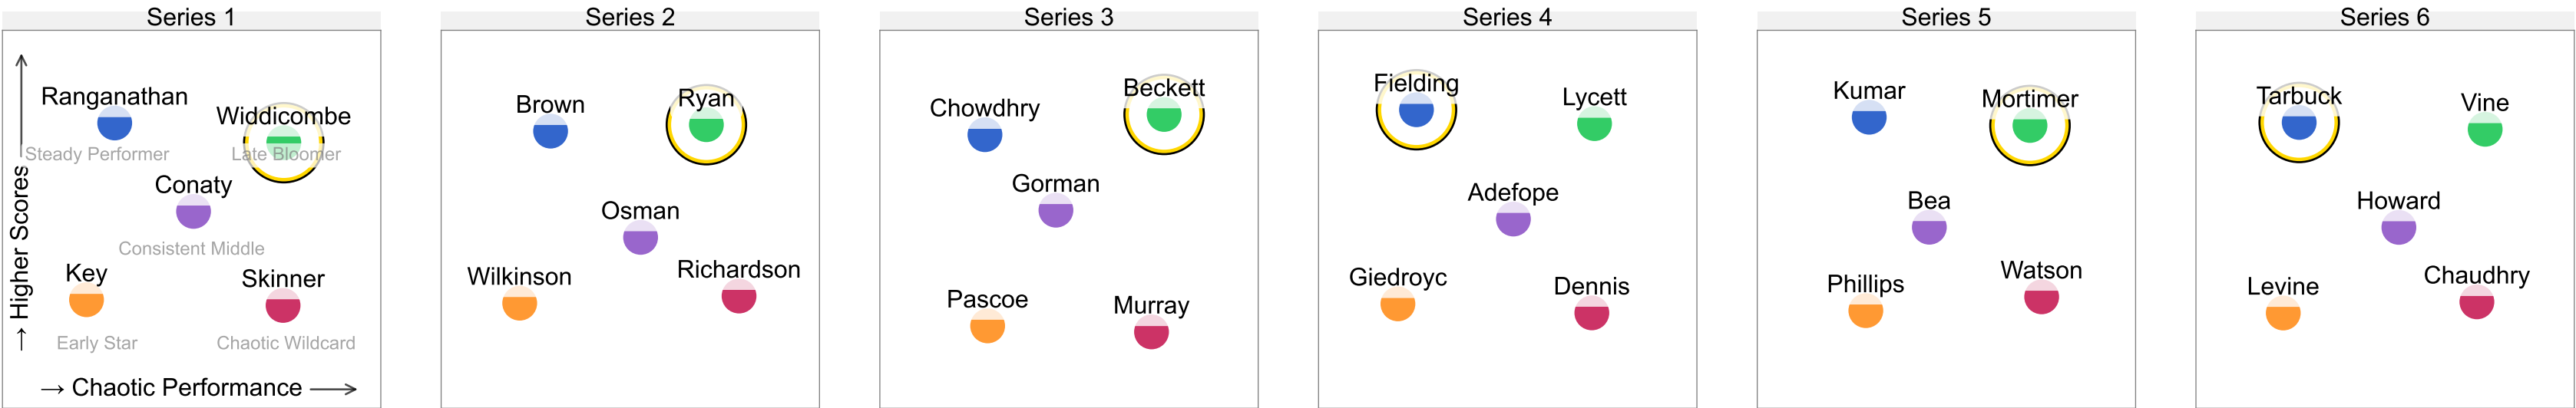 Series 1
Ranganathan
Widdicombe
Steady Performer
Late Bloomer
Conaty
Consistent Middle
Key
Skinner
Early Star
Chaotic Wildcard
→ Higher Scores ⟶
→ Chaotic Performance ⟶
Series 2
Brown
Ryan
Osman
Wilkinson
Richardson
Series 3
Chowdhry
Beckett
Gorman
Pascoe
Murray
Series 4
Fielding
Lycett
Adefope
Giedroyc
Dennis
Series 5
Kumar
Mortimer
Bea
Phillips
Watson
Series 6
Tarbuck
Vine
Howard
Levine
Chaudhry